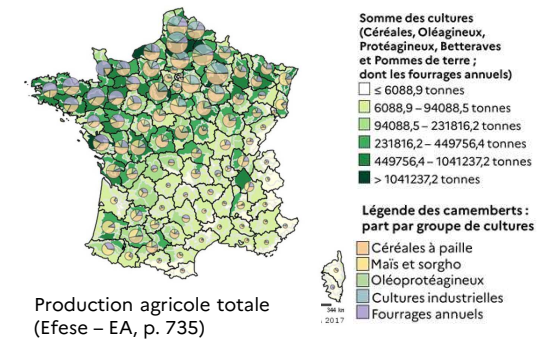 Somme des cultures
(Céréales, Oléagineux,
Protéagineux, Betteraves
et Pommes de terre ;
dont les fourrages annuels)
≤ 6088,9 tonnes
6088,9 – 94088,5 tonnes
94088,5 – 231816,2 tonnes
231816,2 – 449756,4 tonnes
449756,4 – 1041237,2 tonnes
> 1041237,2 tonnes
Légende des camemberts :
part par groupe de cultures
Céréales à paille
Maïs et sorgho
Oléoprotéagineux
Cultures industrielles
Fourrages annuels
344 km
, 2017
Production agricole totale
(Efese – EA, p. 735)